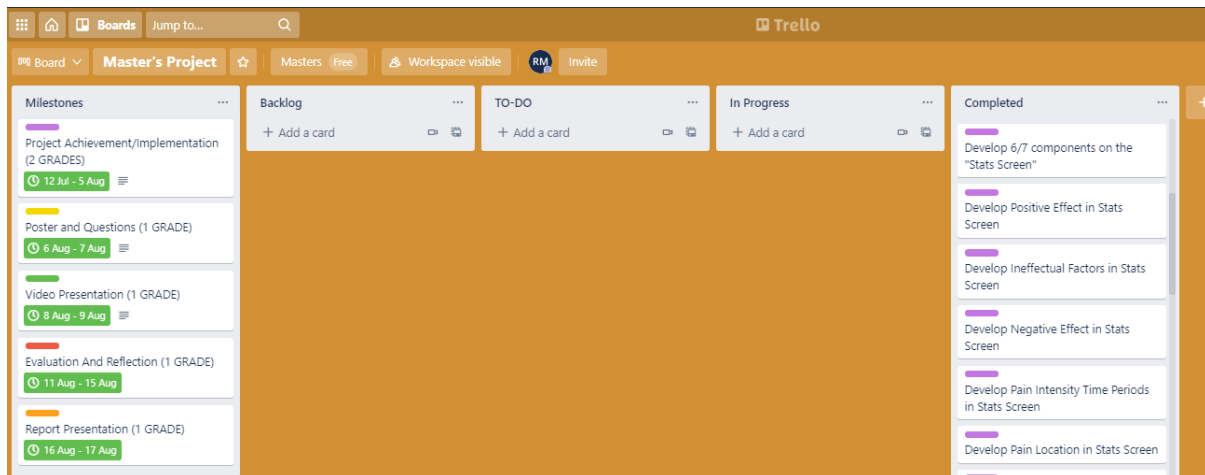 Boards
Jump to...
Trello
Board
Master's Project
Masters Free
Workspace visible
RM
Invite
Milestones
Project Achievement/Implementation
(2 GRADES)
12 Jul - 5 Aug
Poster and Questions (1 GRADE)
6 Aug - 7 Aug
Video Presentation (1 GRADE)
8 Aug - 9 Aug
Evaluation And Reflection (1 GRADE)
11 Aug - 15 Aug
Report Presentation (1 GRADE)
16 Aug - 17 Aug
Backlog
+ Add a card
TO-DO
+ Add a card
In Progress
+ Add a card
Completed
Develop 6/7 components on the
"Stats Screen"
Develop Positive Effect in Stats
Screen
Develop Ineffectual Factors in Stats
Screen
Develop Negative Effect in Stats
Screen
Develop Pain Intensity Time Periods
in Stats Screen
Develop Pain Location in Stats Screen